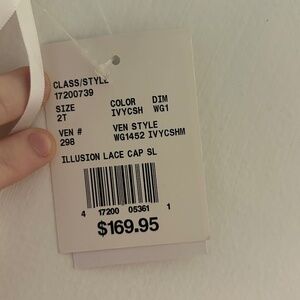 CLASS/STYLE
17200739
SIZE COLOR DIM
2T IVYCSH WG1
VEN # VEN STYLE
298 WG1452 IVYCSHM
ILLUSION LACE CAP SL
4 17200 05361 1
$169.95